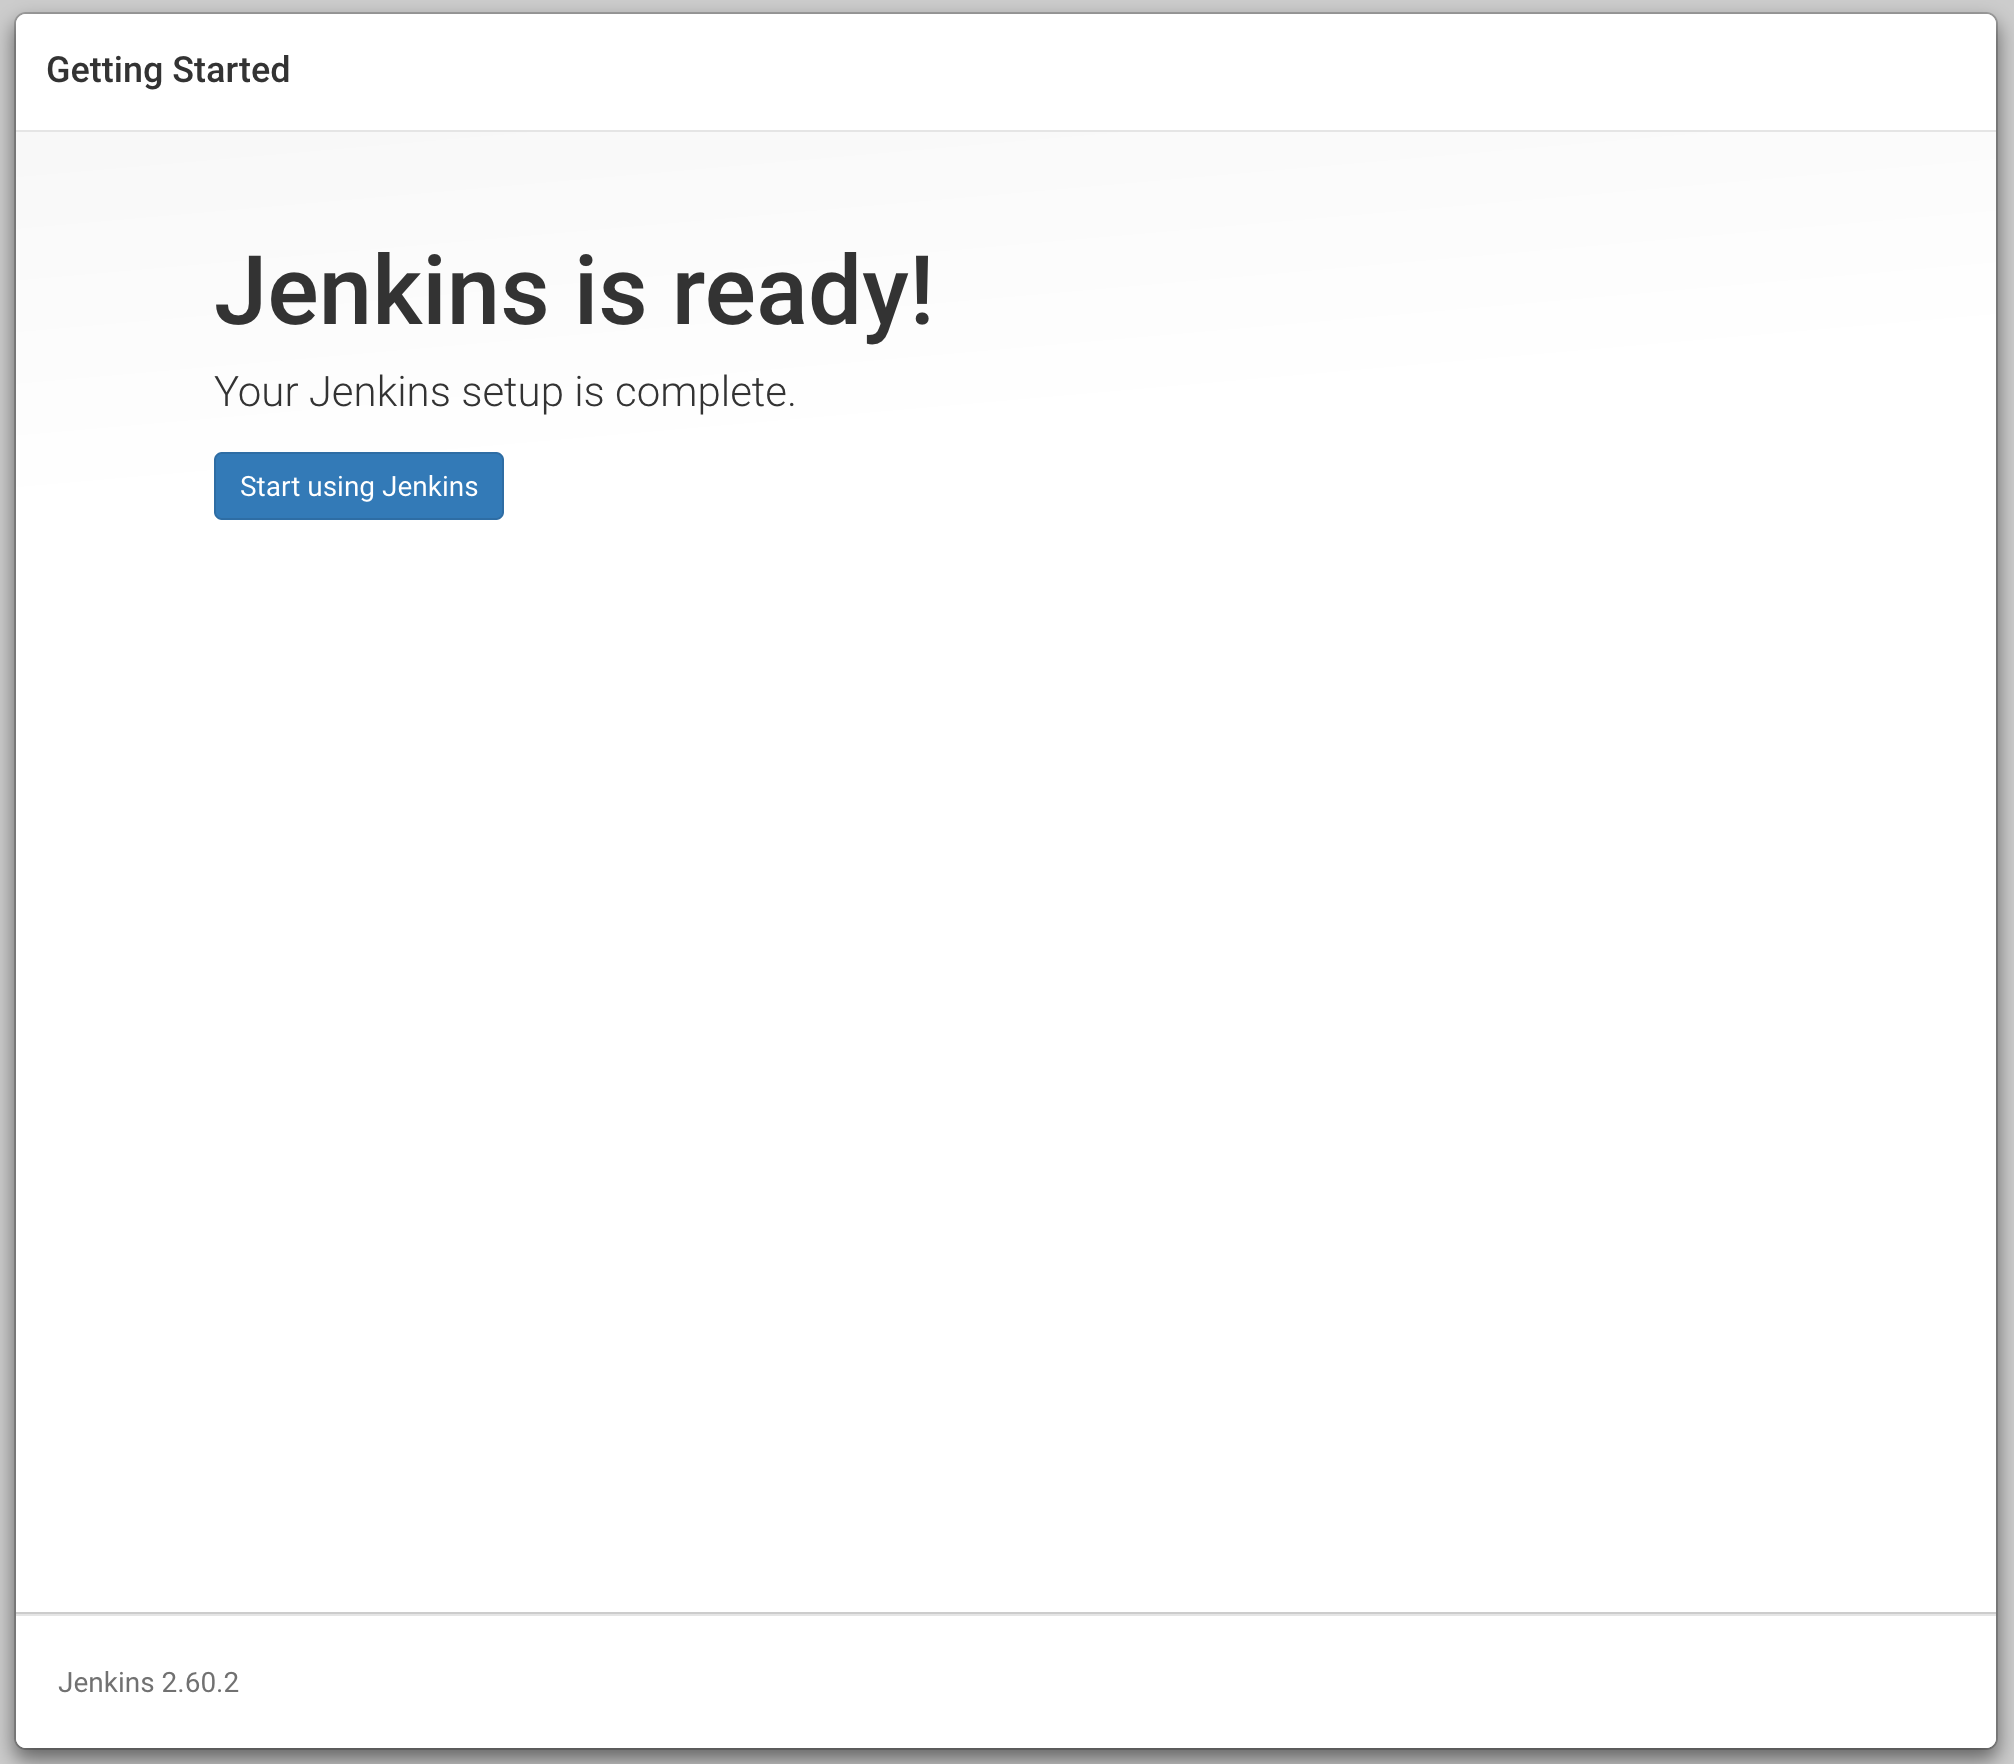 Getting Started
Jenkins is ready!
Your Jenkins setup is complete.
Start using Jenkins
Jenkins 2.60.2